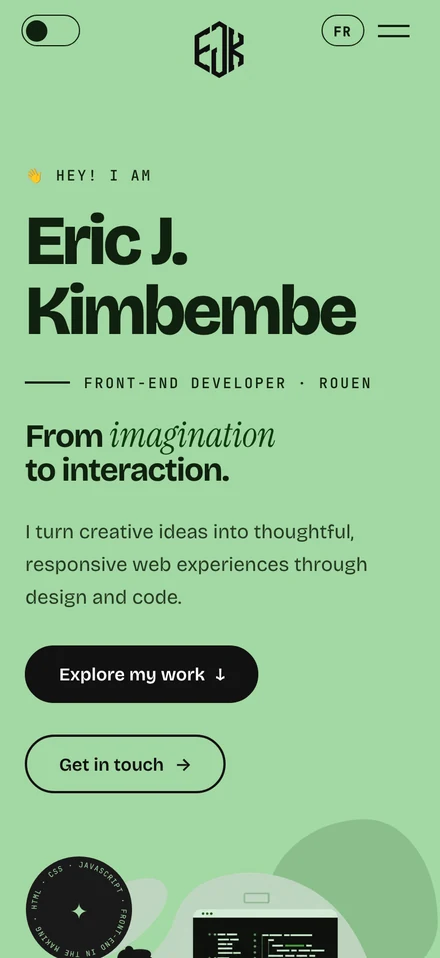 EJK
FR
👋 HEY! I AM
Eric J.
Kimbembe
FRONT-END DEVELOPER · ROUEN
From imagination
to interaction.
I turn creative ideas into thoughtful,
responsive web experiences through
design and code.
Explore my work ↓
Get in touch →
HTML · CSS · JAVASCRIPT · FRONT-END IN THE MAKING ·